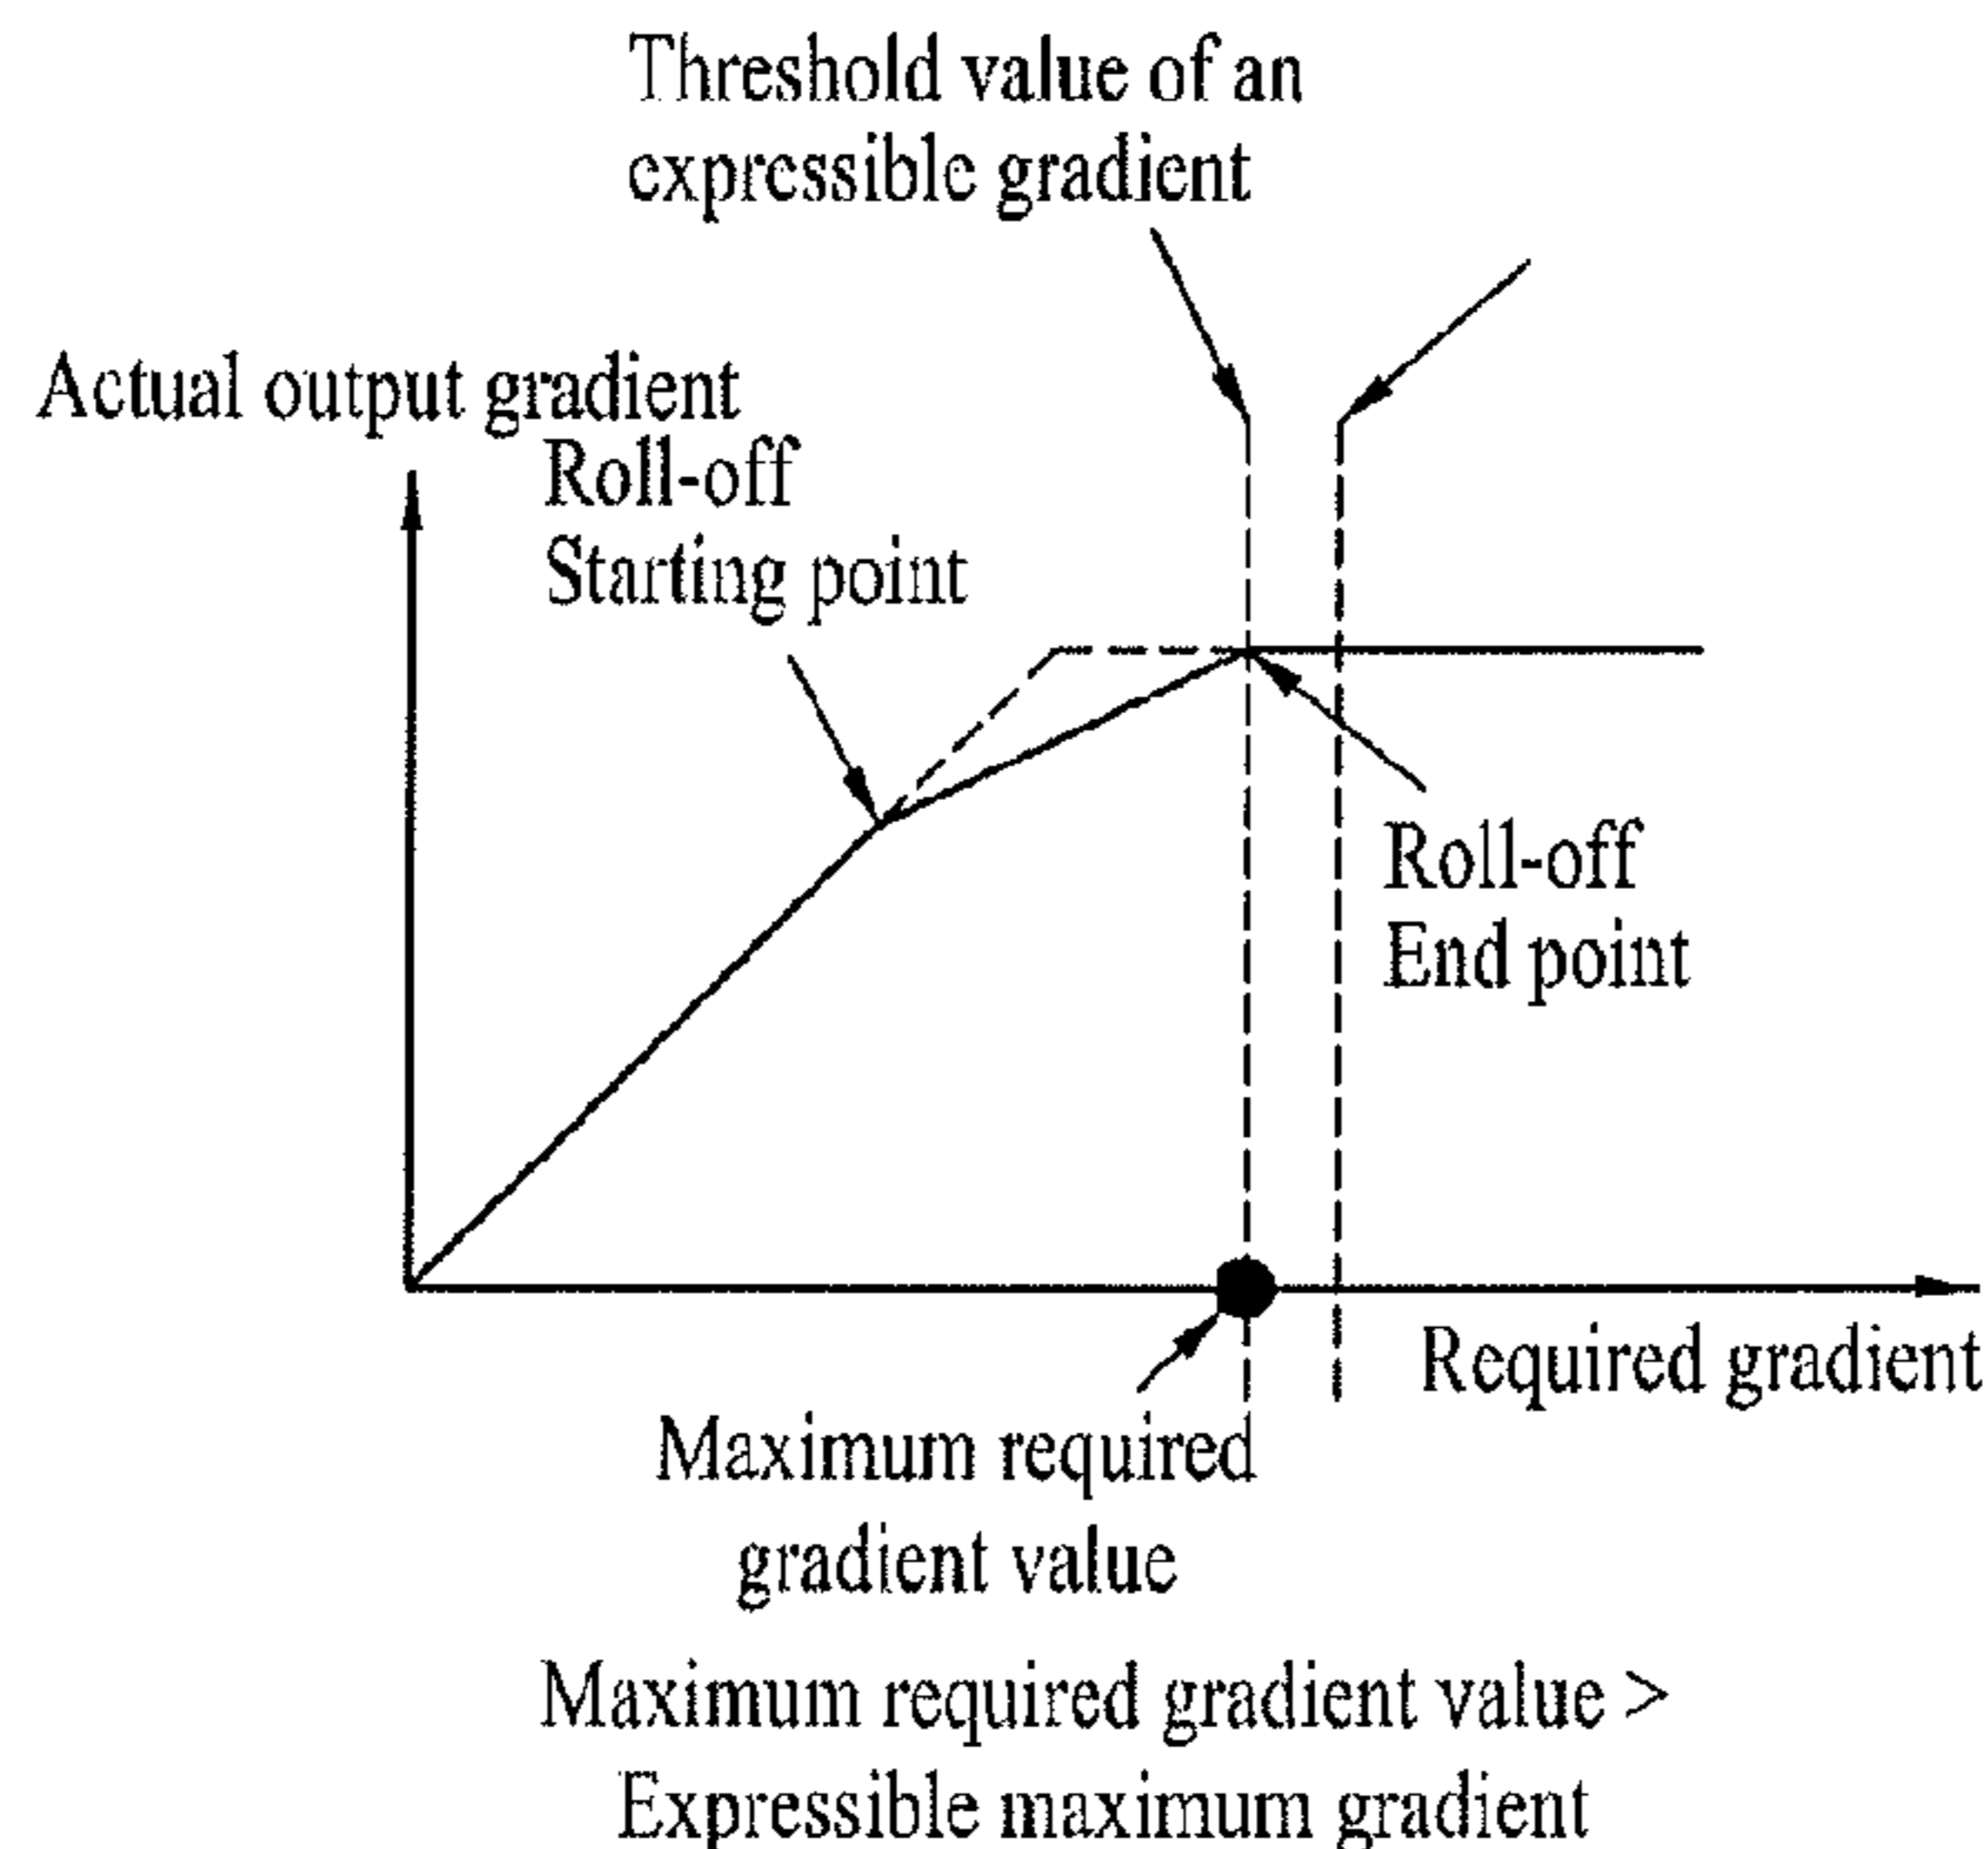 Threshold value of an
expressible gradient
Actual output gradient
Roll-off
Starting point
Roll-off
End point
Required gradient
Maximum required
gradient value
Maximum required gradient value >
Expressible maximum gradient